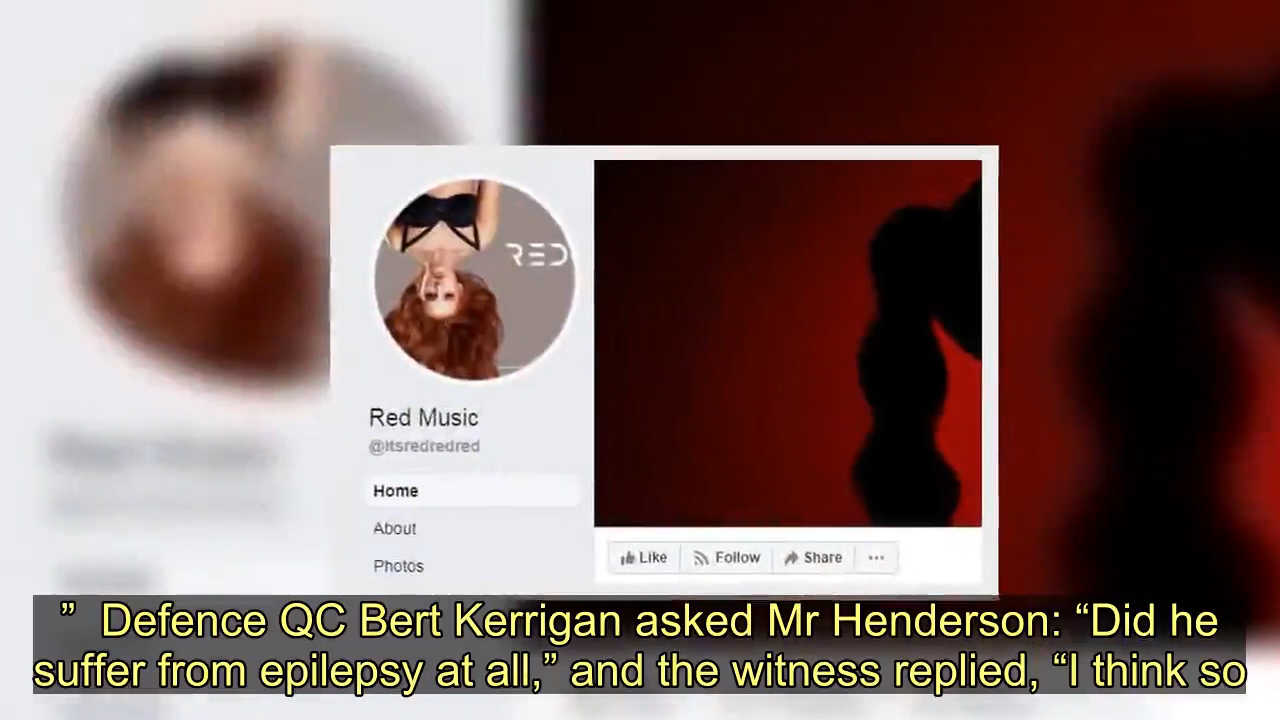 RED
Red Music
@itsredredred
Home
About
Photos
Like Follow Share ...
” Defence QC Bert Kerrigan asked Mr Henderson: “Did he
suffer from epilepsy at all,” and the witness replied, “I think so